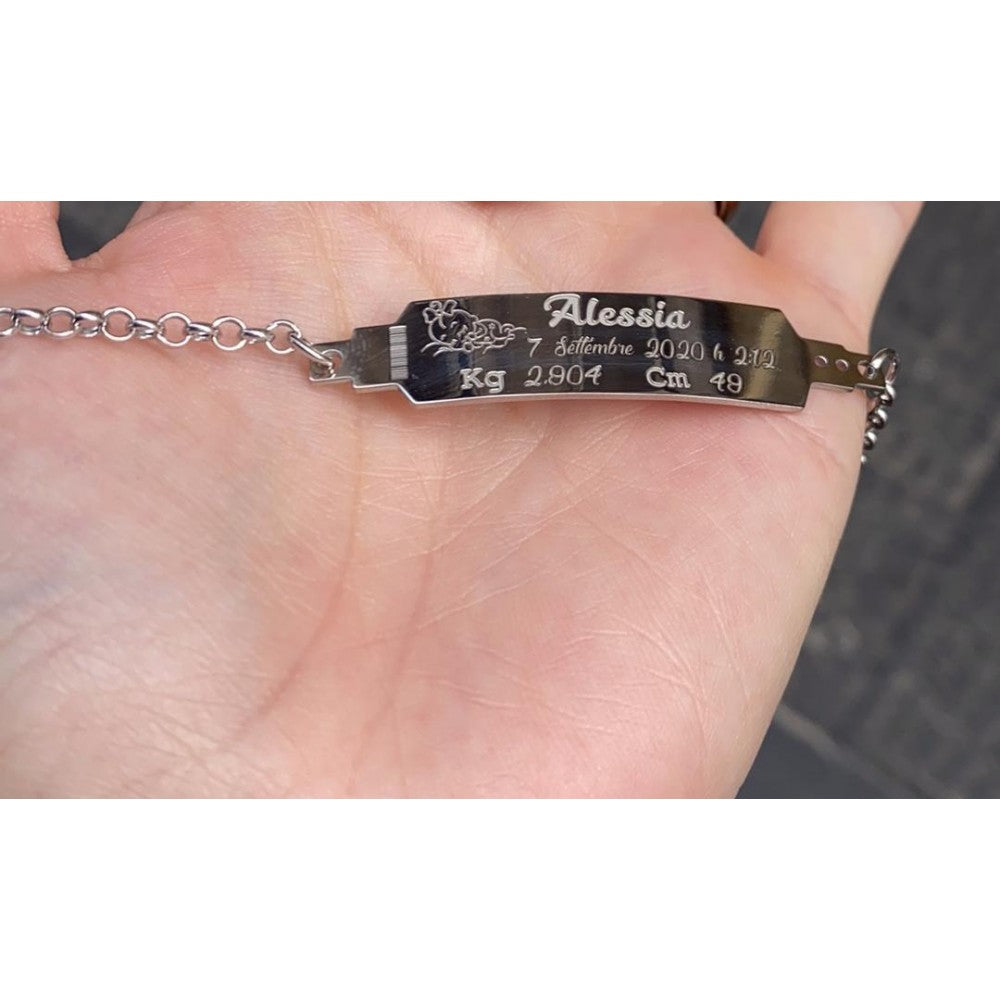 Alessia
7 Settembre 2020 h 2:12
Kg 2.904 Cm 49